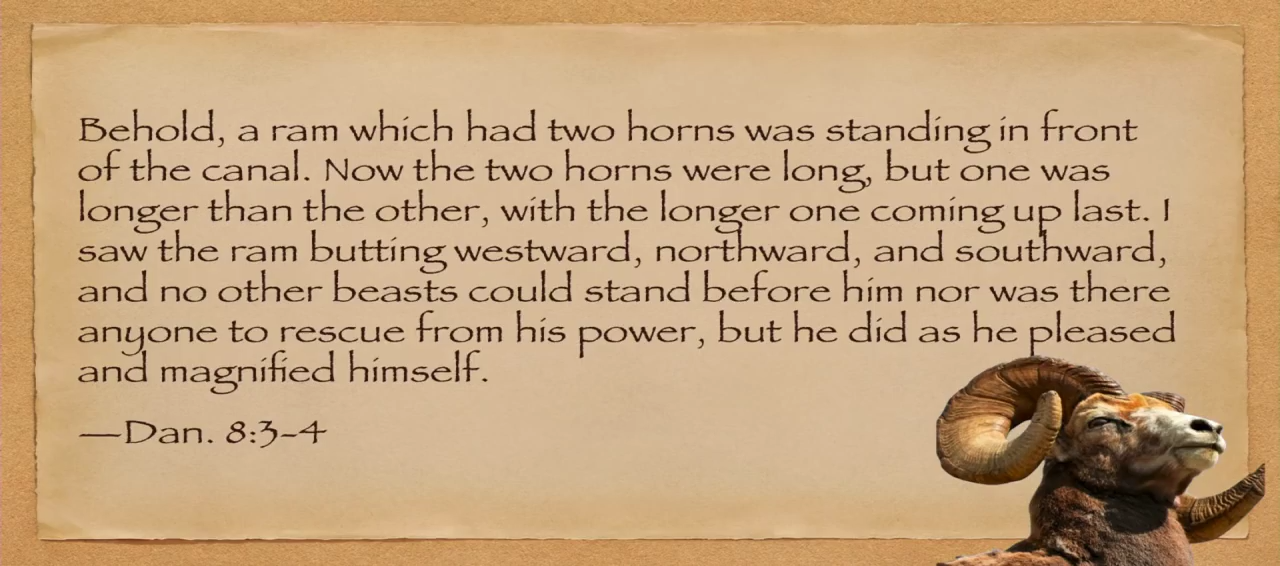 Behold, a ram which had two horns was standing in front
of the canal. Now the two horns were long, but one was
longer than the other, with the longer one coming up last. I
saw the ram butting westward, northward, and southward,
and no other beasts could stand before him nor was there
anyone to rescue from his power, but he did as he pleased
and magnified himself.
—Dan. 8:3-4